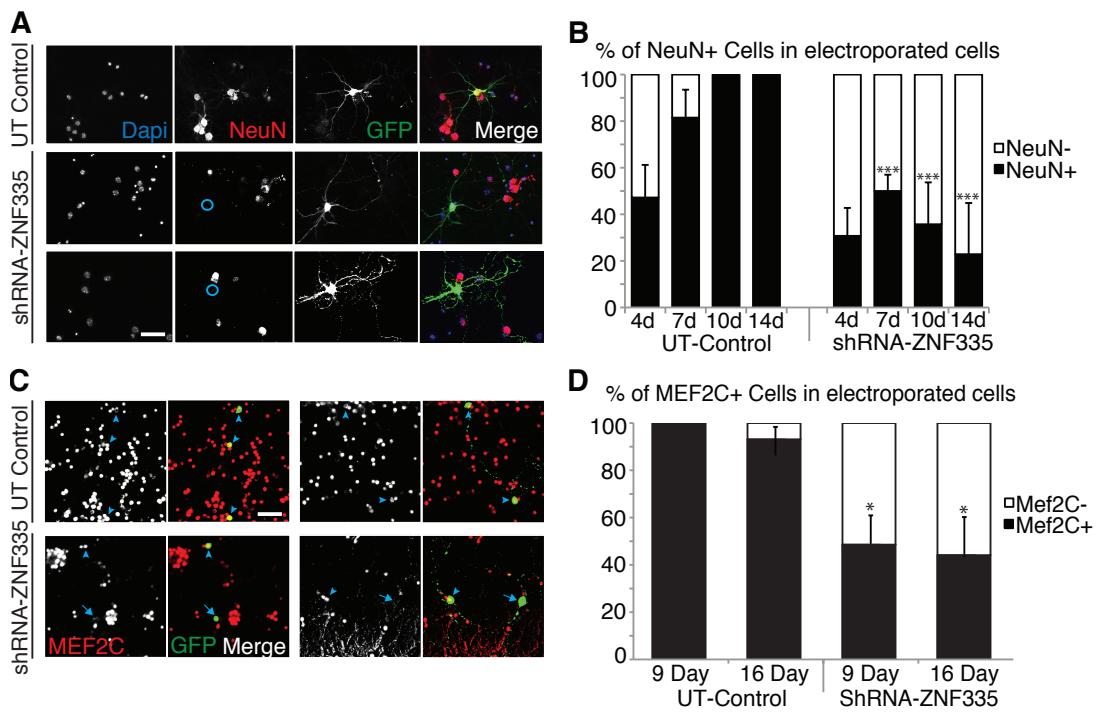 A
UT Control
Dapi
NeuN
GFP
Merge
shRNA-ZNF335
B
% of NeuN+ Cells in electroporated cells
100
80
60
40
20
0
*** *** ***
4d 7d 10d 14d 4d 7d 10d 14d
UT-Control shRNA-ZNF335
NeuN-
NeuN+
C
UT Control
shRNA-ZNF335
MEF2C
GFP Merge
D
% of MEF2C+ Cells in electroporated cells
100
80
60
40
20
0
* *
9 Day 16 Day 9 Day 16 Day
UT-Control ShRNA-ZNF335
Mef2C-
Mef2C+